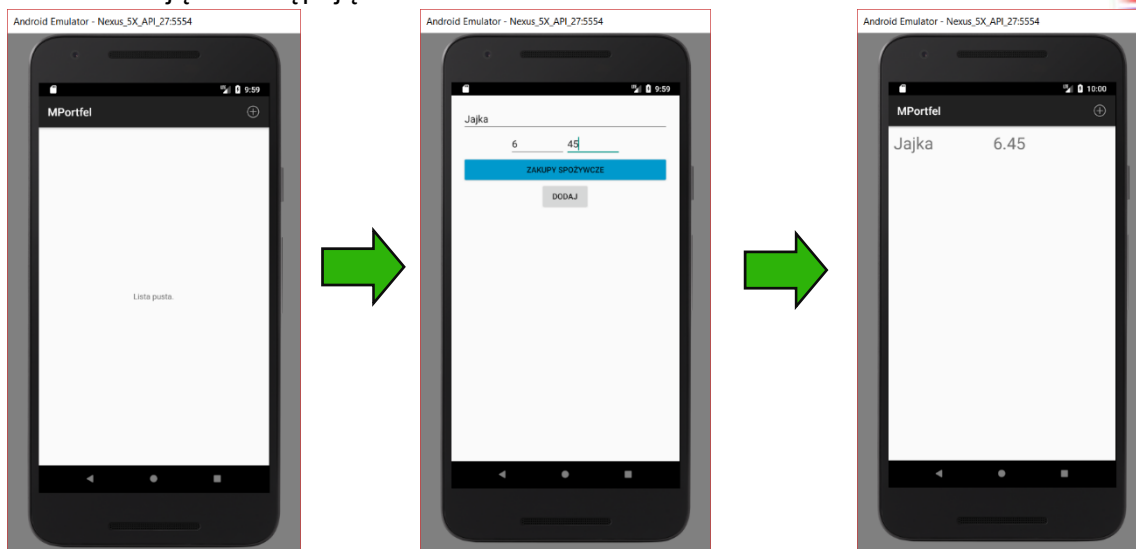 Android Emulator - Nexus_5X_API_27:5554
9:59
MPortfel
Lista pusta.
Android Emulator - Nexus_5X_API_27:5554
9:59
Jajka
6 45
ZAKUPY SPOŻYWCZE
DODAJ
Android Emulator - Nexus_5X_API_27:5554
10:00
MPortfel
Jajka 6.45